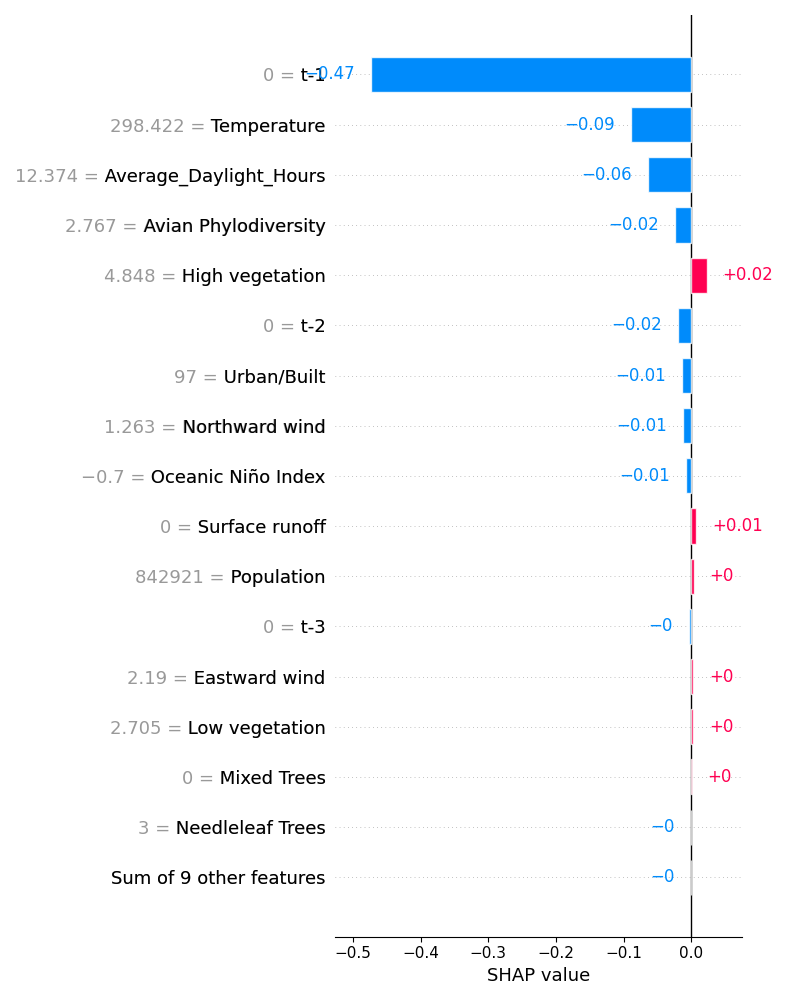 0 = t-1 −0.47
298.422 = Temperature −0.09
12.374 = Average_Daylight_Hours −0.06
2.767 = Avian Phylodiversity −0.02
4.848 = High vegetation +0.02
0 = t-2 −0.02
97 = Urban/Built −0.01
1.263 = Northward wind −0.01
−0.7 = Oceanic Niño Index −0.01
0 = Surface runoff +0.01
842921 = Population +0
0 = t-3 −0
2.19 = Eastward wind +0
2.705 = Low vegetation +0
0 = Mixed Trees +0
3 = Needleleaf Trees −0
Sum of 9 other features −0
−0.5 −0.4 −0.3 −0.2 −0.1 0.0
SHAP value